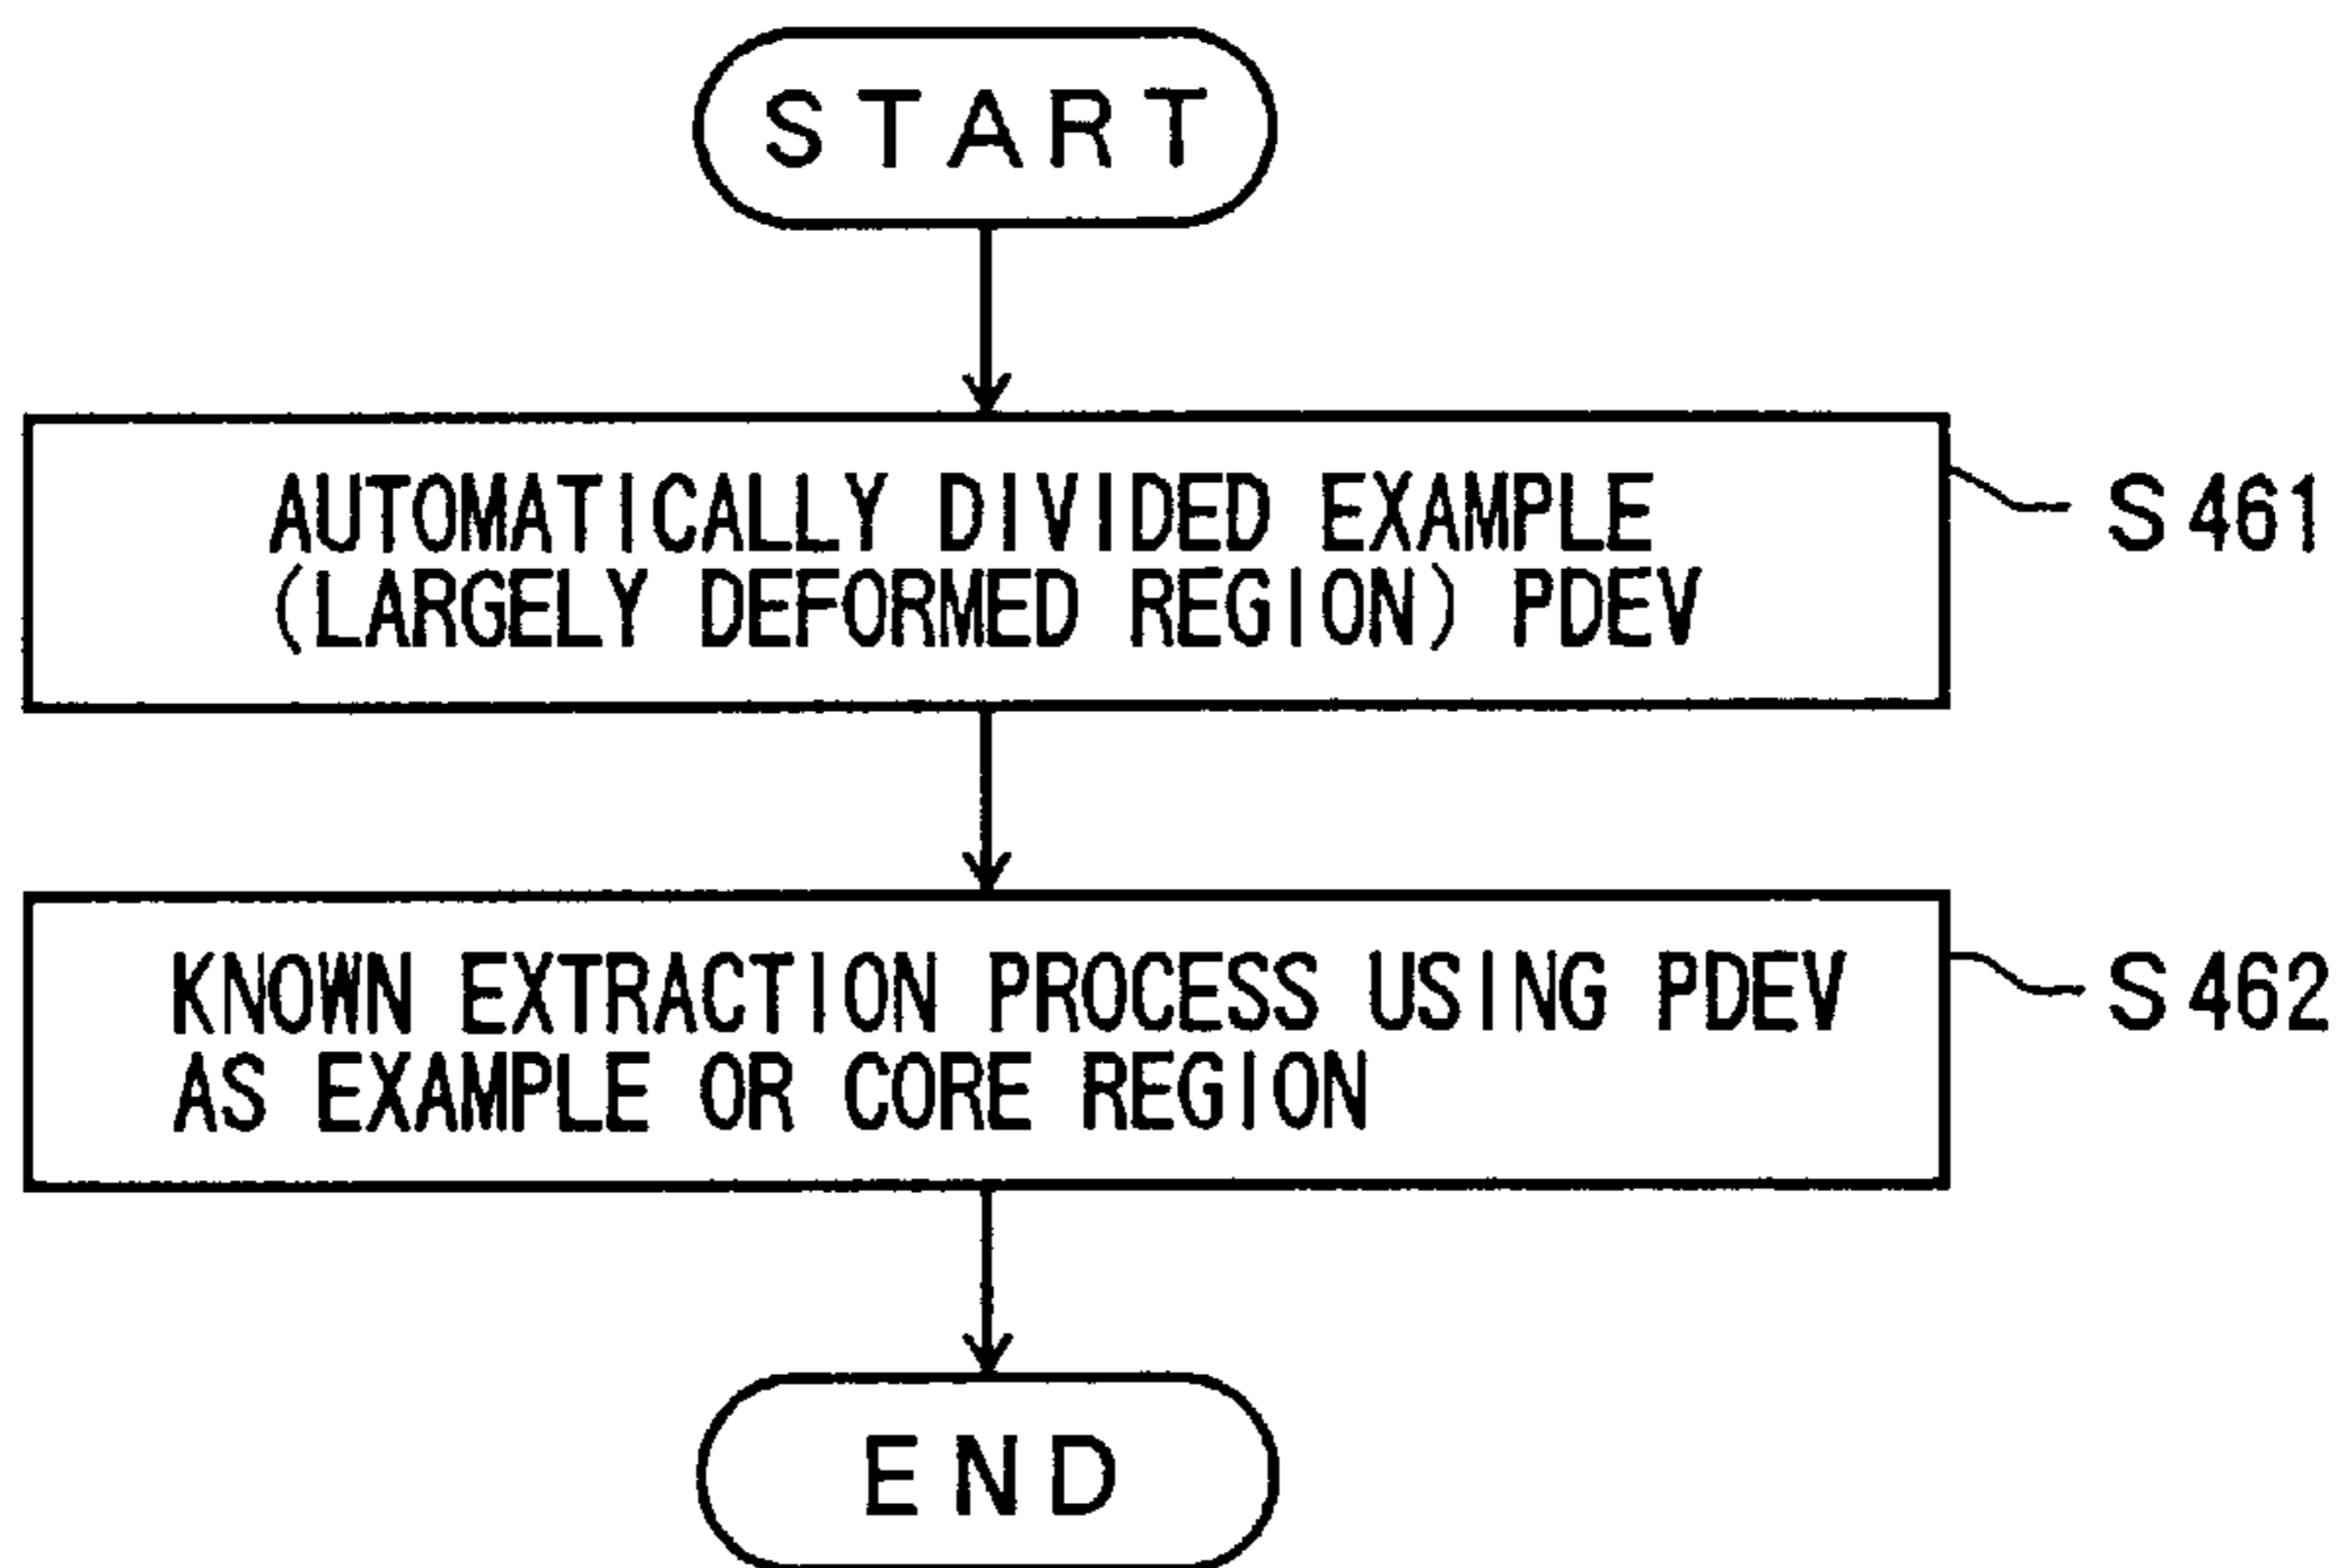 START
AUTOMATICALLY DIVIDED EXAMPLE
(LARGELY DEFORMED REGION) PDEV
S461
KNOWN EXTRACTION PROCESS USING PDEV
AS EXAMPLE OR CORE REGION
S462
END